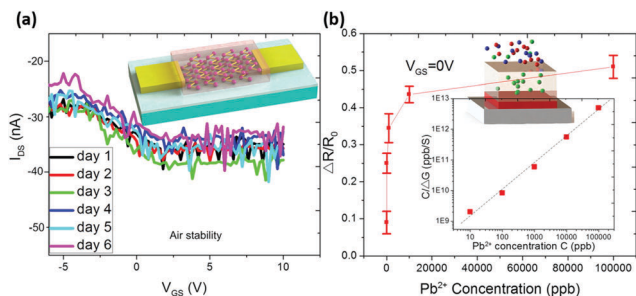 (a)
-20
-30
-40
-50
I_DS (nA)
day 1
day 2
day 3
day 4
day 5
day 6
Air stability
-5
0
5
10
V_GS (V)
(b)
0.6
0.5
0.4
0.3
0.2
0.1
0.0
ΔR/R₀
V_GS=0V
1E13
1E12
1E11
1E10
1E9
C/ΔG (ppb/S)
10 100 1000 10000 100000
Pb²⁺ concentration C (ppb)
0 20000 40000 60000 80000 100000
Pb²⁺ Concentration (ppb)